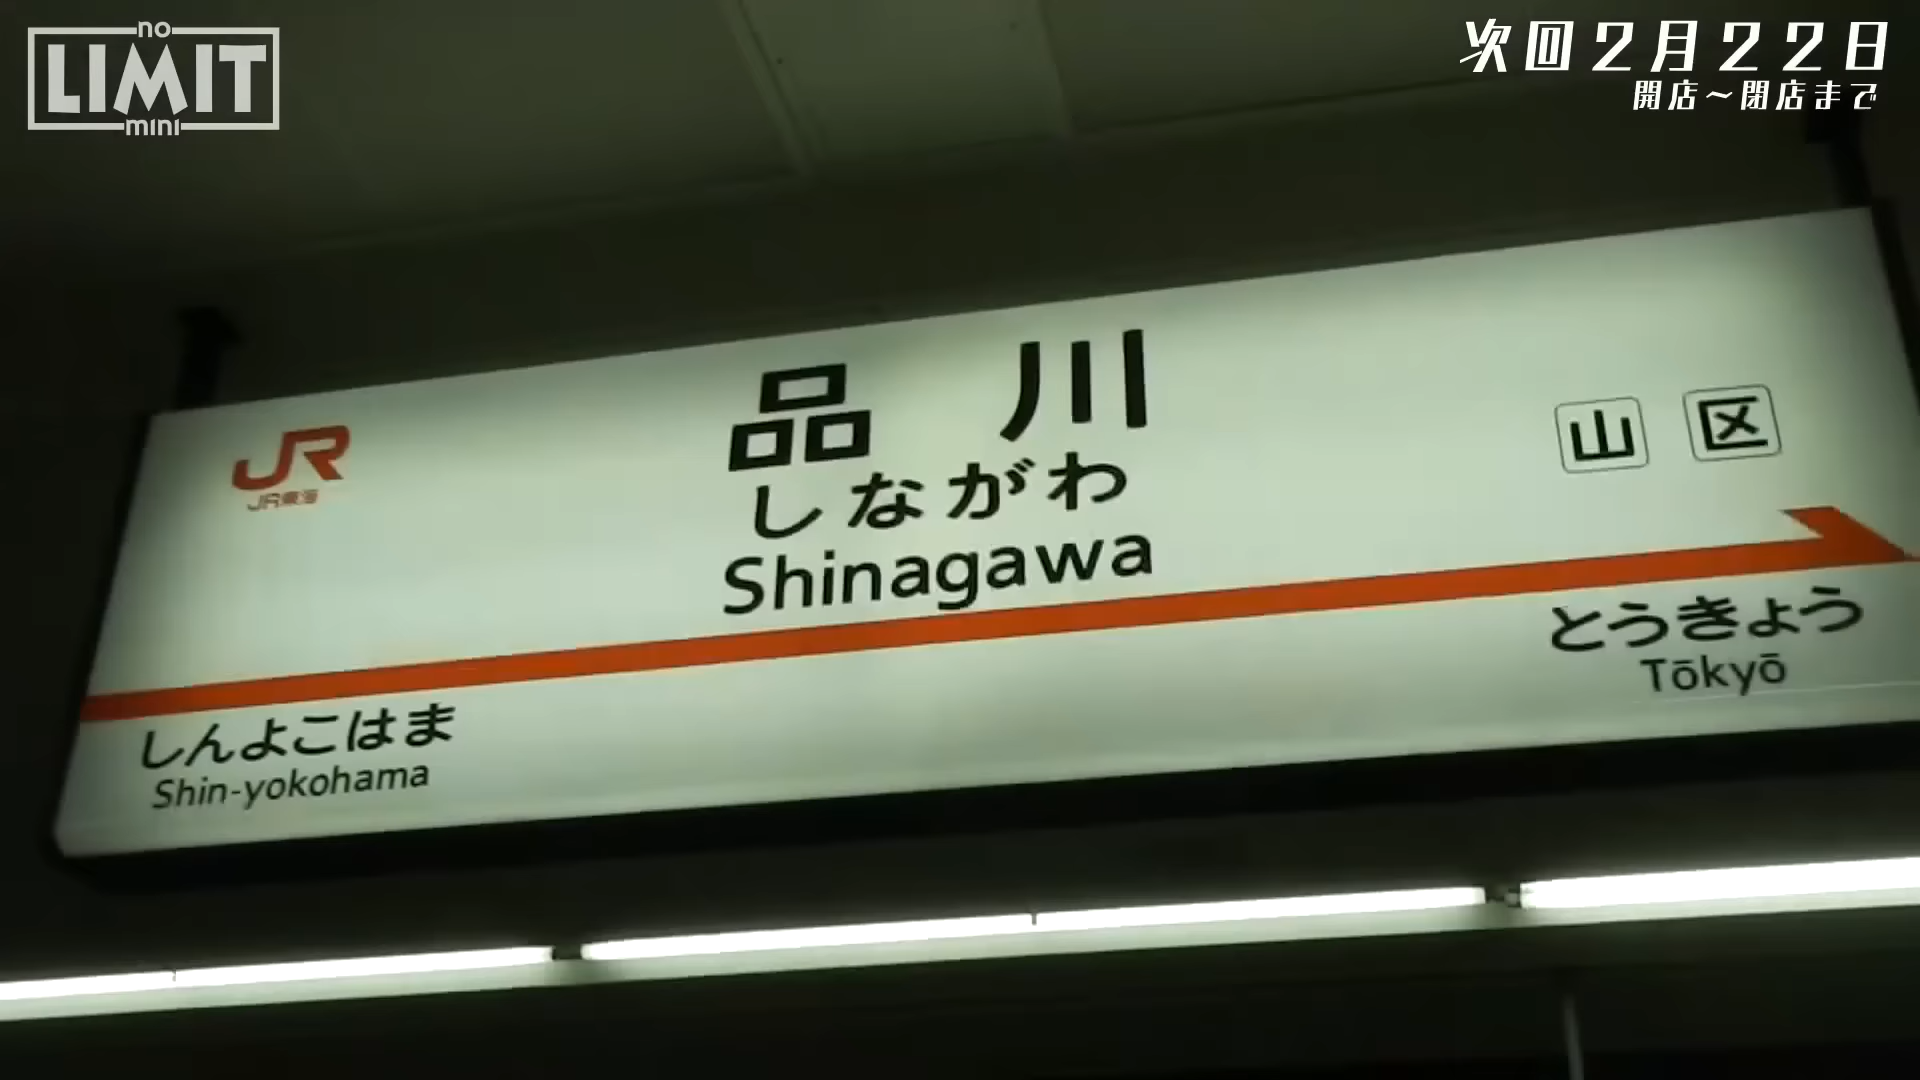 no
LIMIT
mini
次回2月22日
開店～閉店まで
JR
JR東海
品川
しながわ
Shinagawa
山 区
しんよこはま
Shin-yokohama
とうきょう
Tōkyō